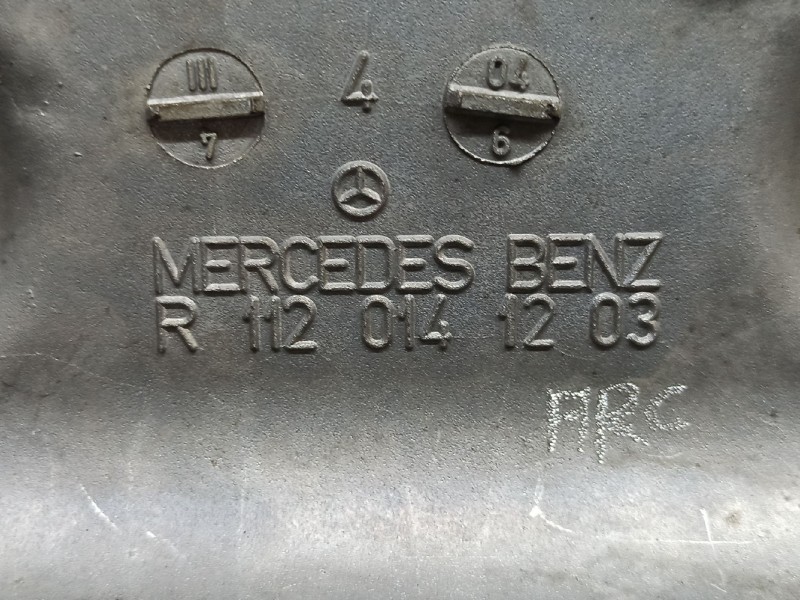 IIII 4 04
7 6
MERCEDES BENZ
R 112 014 12 03
ARC